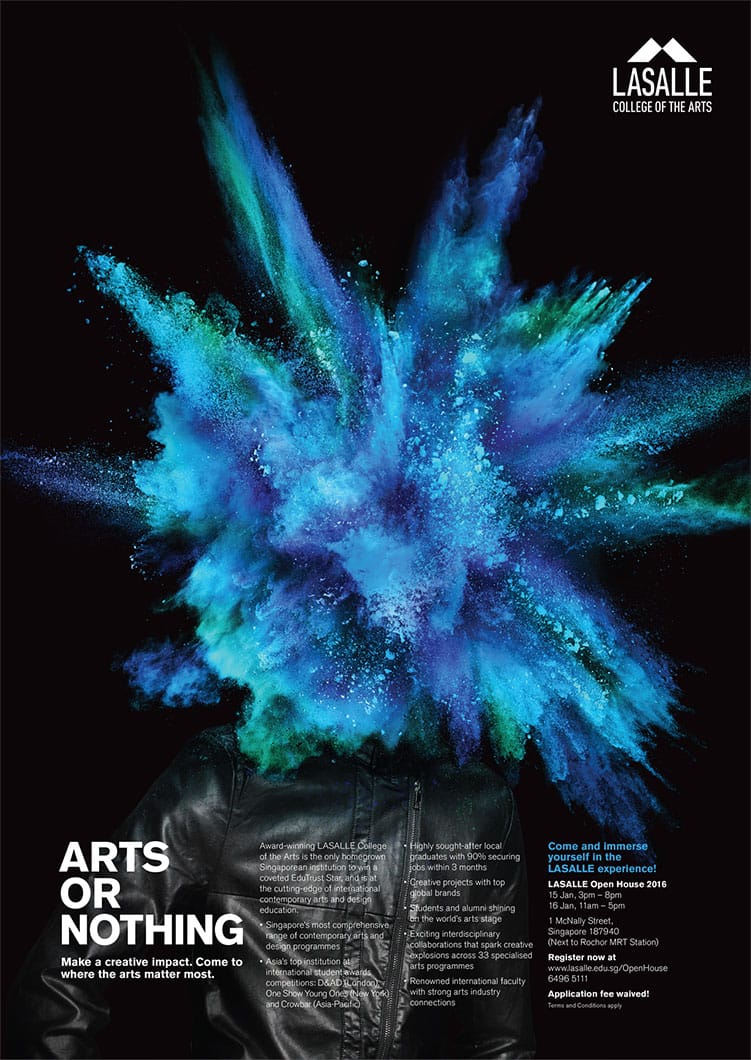 LASALLE
COLLEGE OF THE ARTS
ARTS
OR
NOTHING
Make a creative impact. Come to
where the arts matter most.
Award-winning LASALLE College
of the Arts is the only homegrown
Singaporean institution to win a
coveted EduTrust Star, and is at
the cutting-edge of international
contemporary arts and design
education.
• Singapore's most comprehensive
range of contemporary arts and
design programmes
• Asia's top institution at
international student awards
competitions: D&AD (London),
One Show Young Ones (New York)
and Crowbar (Asia-Pacific)
• Highly sought-after local
graduates with 90% securing
jobs within 3 months
• Creative projects with top
global brands
• Students and alumni shining
on the world's arts stage
• Exciting interdisciplinary
collaborations that spark creative
explosions across 33 specialised
arts programmes
• Renowned international faculty
with strong arts industry
connections
Come and immerse
yourself in the
LASALLE experience!
LASALLE Open House 2016
15 Jan, 3pm – 8pm
16 Jan, 11am – 5pm
1 McNally Street,
Singapore 187940
(Next to Rochor MRT Station)
Register now at
www.lasalle.edu.sg/OpenHouse
6496 5111
Application fee waived!
Terms and Conditions apply